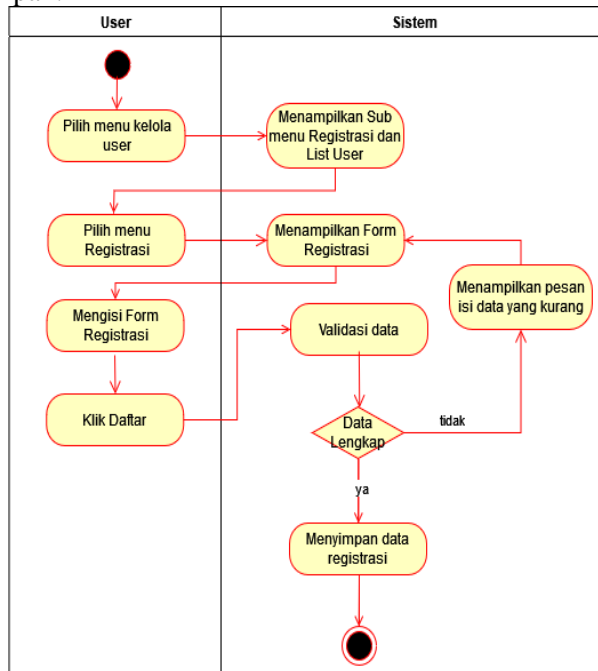 User
Sistem
Pilih menu kelola
user
Menampilkan Sub
menu Registrasi dan
List User
Pilih menu
Registrasi
Menampilkan Form
Registrasi
Menampilkan pesan
isi data yang kurang
Mengisi Form
Registrasi
Validasi data
Klik Daftar
Data
Lengkap
tidak
ya
Menyimpan data
registrasi